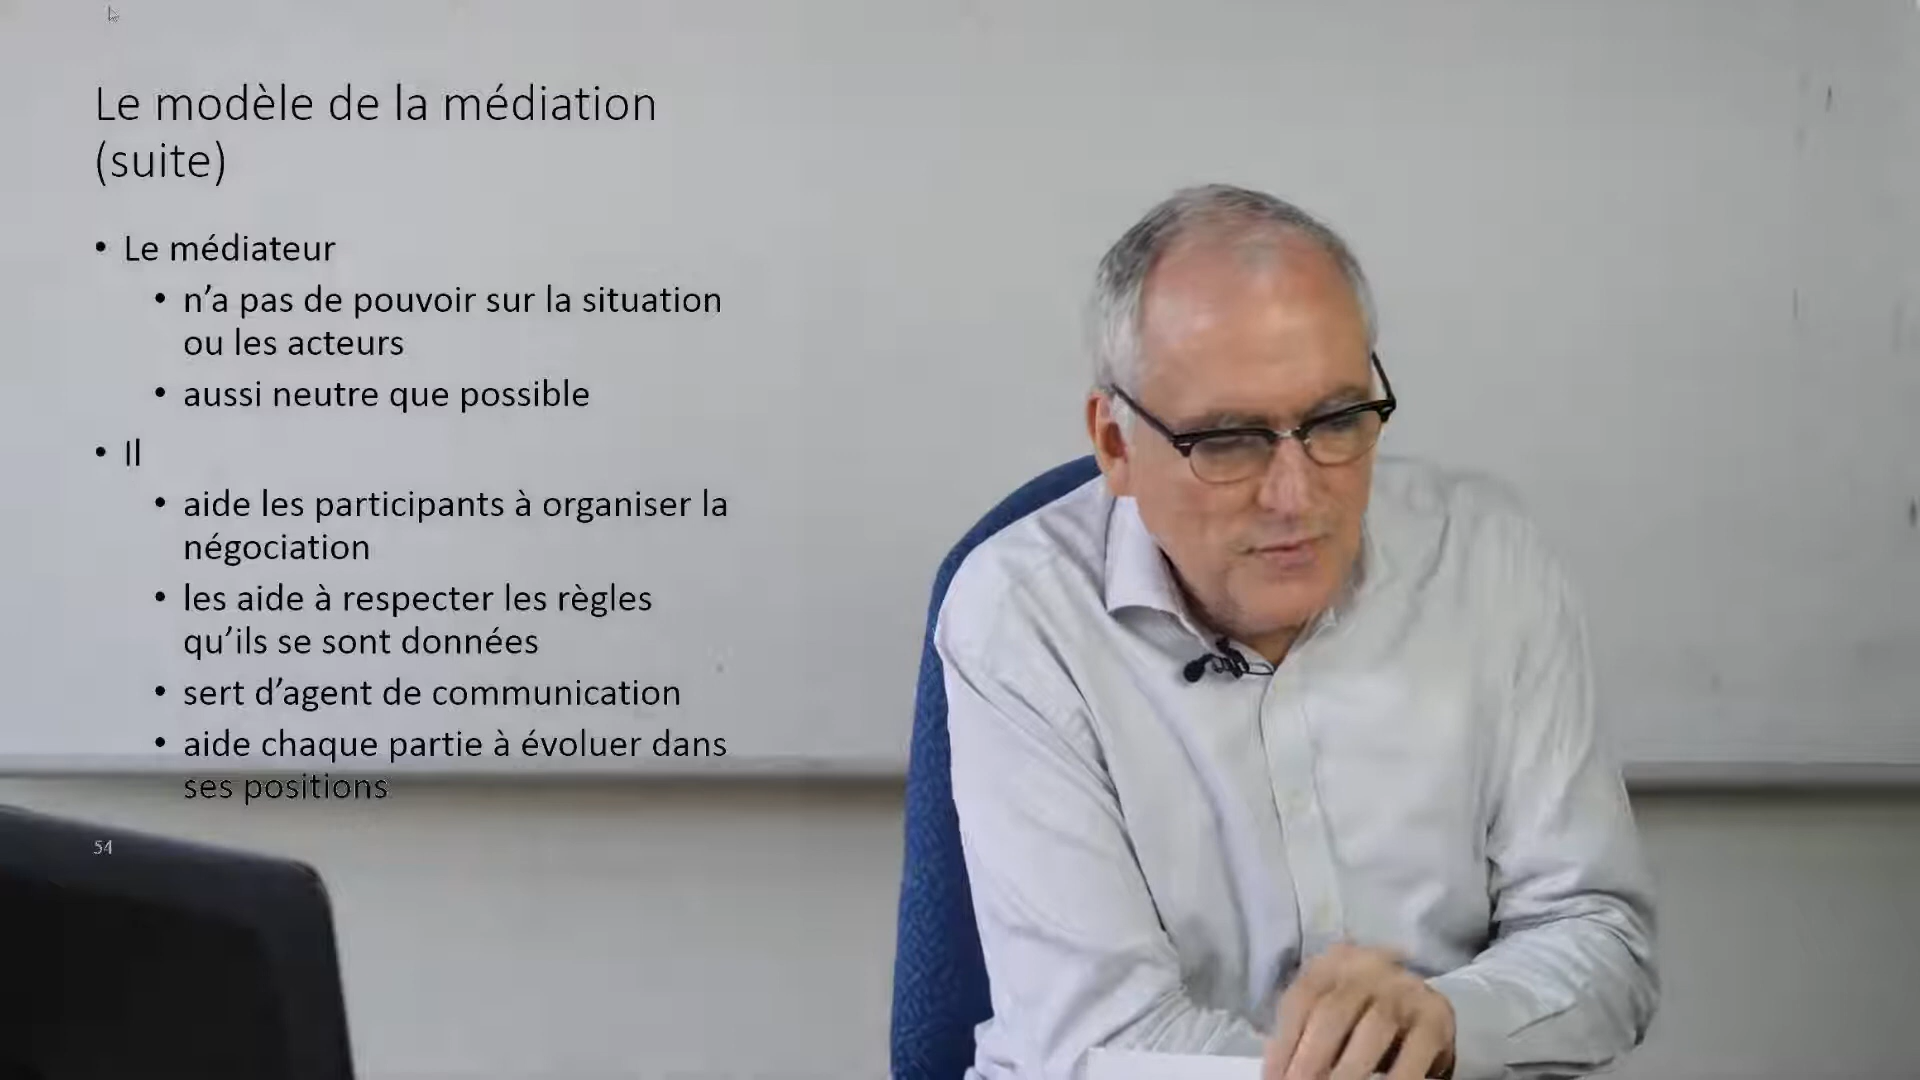 Le modèle de la médiation
(suite)
• Le médiateur
• n’a pas de pouvoir sur la situation
ou les acteurs
• aussi neutre que possible
• Il
• aide les participants à organiser la
négociation
• les aide à respecter les règles
qu’ils se sont données
• sert d’agent de communication
• aide chaque partie à évoluer dans
ses positions
54